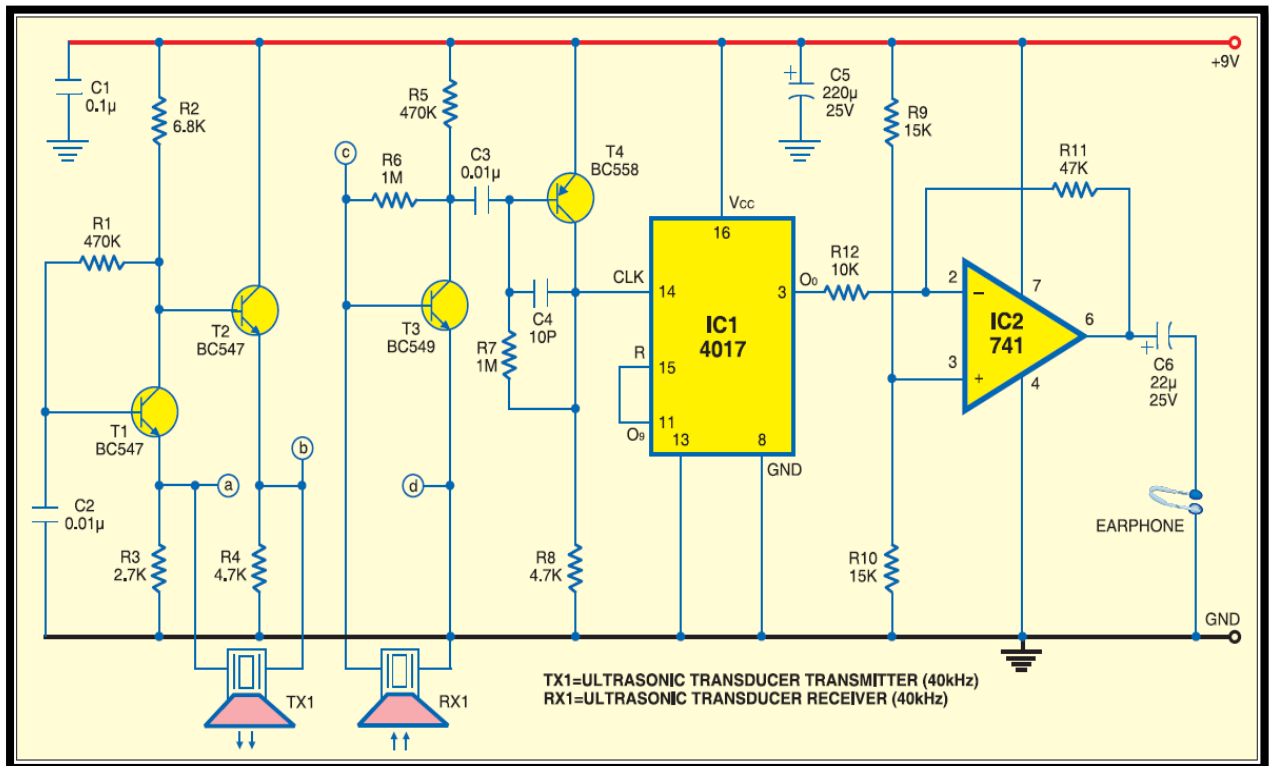 +9V
C1
0.1µ
R2
6.8K
R5
470K
C5
220µ
25V
+
R9
15K
c
R6
1M
C3
0.01µ
T4
BC558
R11
47K
R1
470K
Vcc
16
CLK
14
IC1
4017
3
O0
R12
10K
2
−
7
IC2
741
6
3
+
4
+
C6
22µ
25V
T2
BC547
T3
BC549
R7
1M
C4
10P
R
15
11
O9
13
8
GND
T1
BC547
a
b
d
C2
0.01µ
R3
2.7K
R4
4.7K
R8
4.7K
R10
15K
EARPHONE
GND
TX1
RX1
TX1=ULTRASONIC TRANSDUCER TRANSMITTER (40kHz)
RX1=ULTRASONIC TRANSDUCER RECEIVER (40kHz)